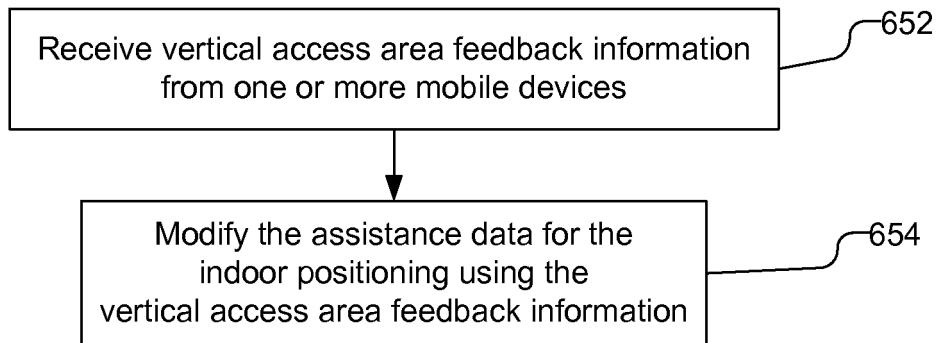 Receive vertical access area feedback information
from one or more mobile devices
652
Modify the assistance data for the
indoor positioning using the
vertical access area feedback information
654